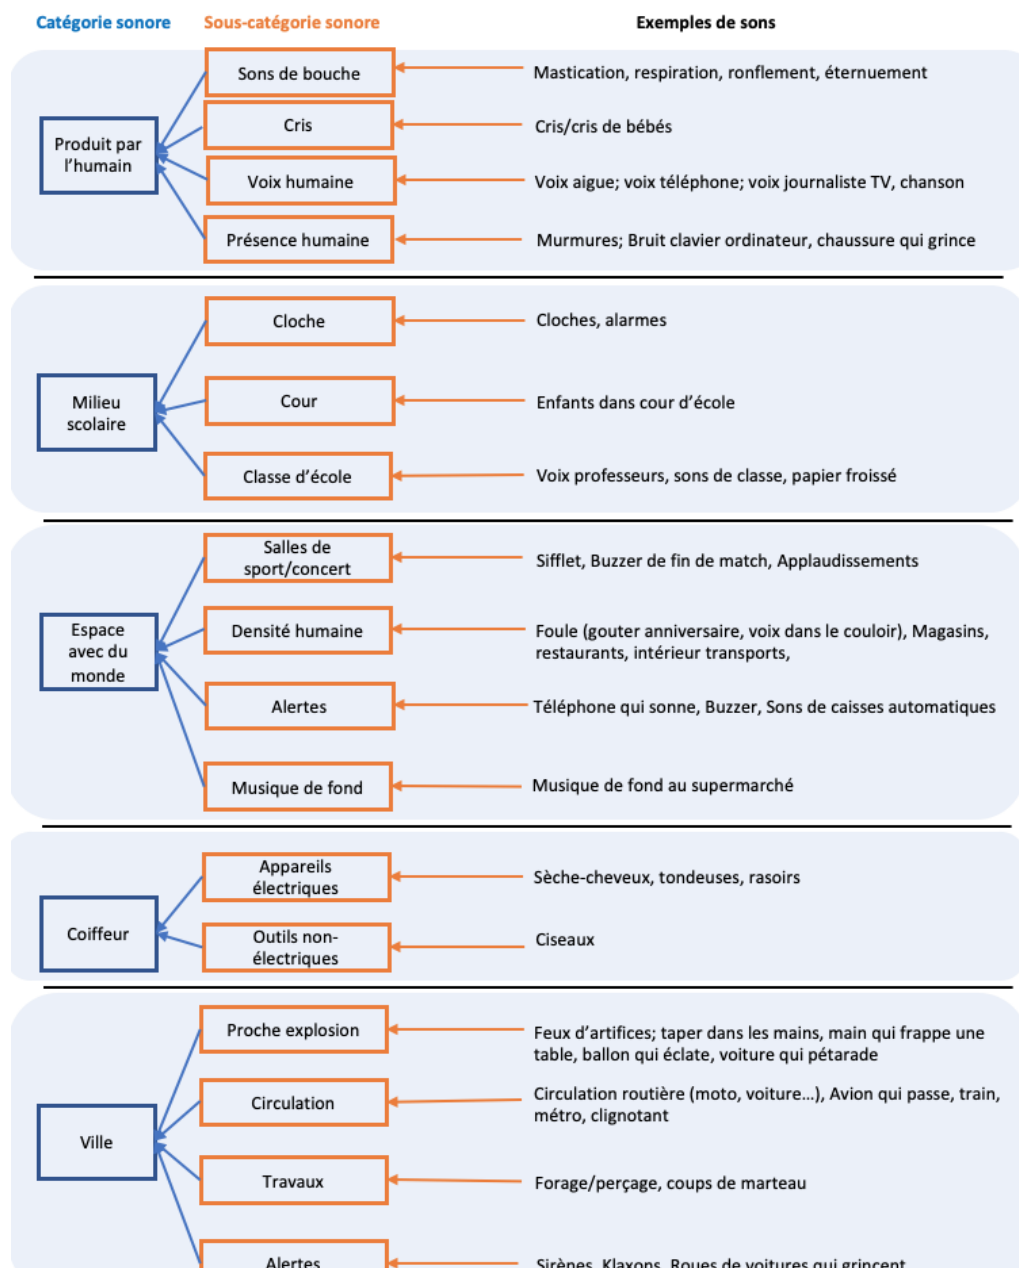 Catégorie sonore
Sous-catégorie sonore
Exemples de sons
Produit par
l'humain
Sons de bouche
Mastication, respiration, ronflement, éternuement
Cris
Cris/cris de bébés
Voix humaine
Voix aigue; voix téléphone; voix journaliste TV, chanson
Présence humaine
Murmures; Bruit clavier ordinateur, chaussure qui grince
Milieu
scolaire
Cloche
Cloches, alarmes
Cour
Enfants dans cour d'école
Classe d'école
Voix professeurs, sons de classe, papier froissé
Espace
avec du
monde
Salles de
sport/concert
Sifflet, Buzzer de fin de match, Applaudissements
Densité humaine
Foule (gouter anniversaire, voix dans le couloir), Magasins,
restaurants, intérieur transports,
Alertes
Téléphone qui sonne, Buzzer, Sons de caisses automatiques
Musique de fond
Musique de fond au supermarché
Coiffeur
Appareils
électriques
Sèche-cheveux, tondeuses, rasoirs
Outils non-
électriques
Ciseaux
Ville
Proche explosion
Feux d'artifices; taper dans les mains, main qui frappe une
table, ballon qui éclate, voiture qui pétarade
Circulation
Circulation routière (moto, voiture…), Avion qui passe, train,
métro, clignotant
Travaux
Forage/perçage, coups de marteau
Alertes
Sirènes, Klaxons, Roues de voitures qui grincent